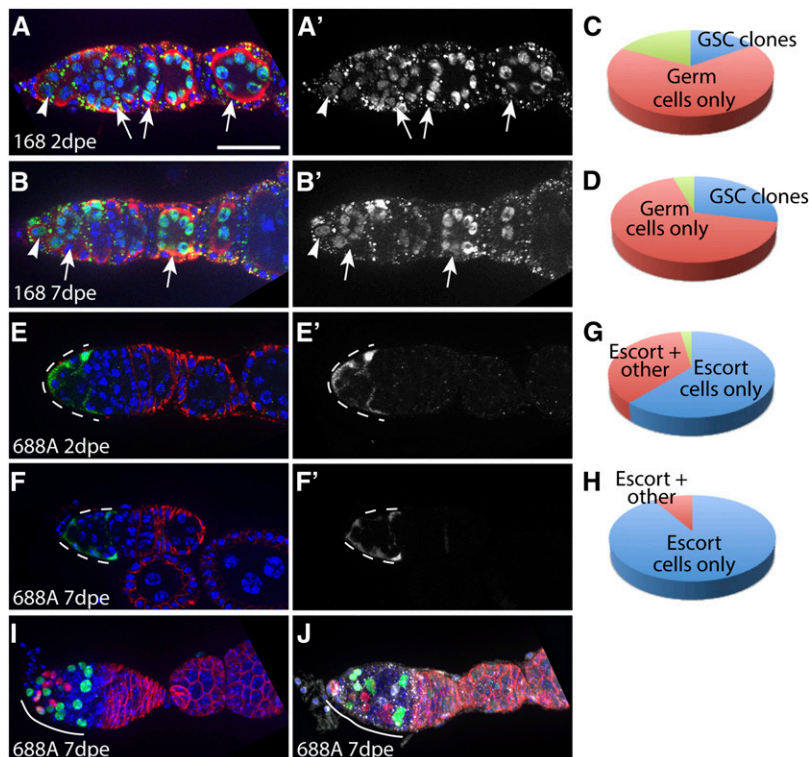 A
A'
C
GSC clones
Germ
cells only
168 2dpe
B
B'
D
GSC clones
Germ
cells only
168 7dpe
E
E'
G
Escort +
other
Escort
cells only
688A 2dpe
F
F'
H
Escort +
other
Escort
cells only
688A 7dpe
I
J
688A 7dpe
688A 7dpe